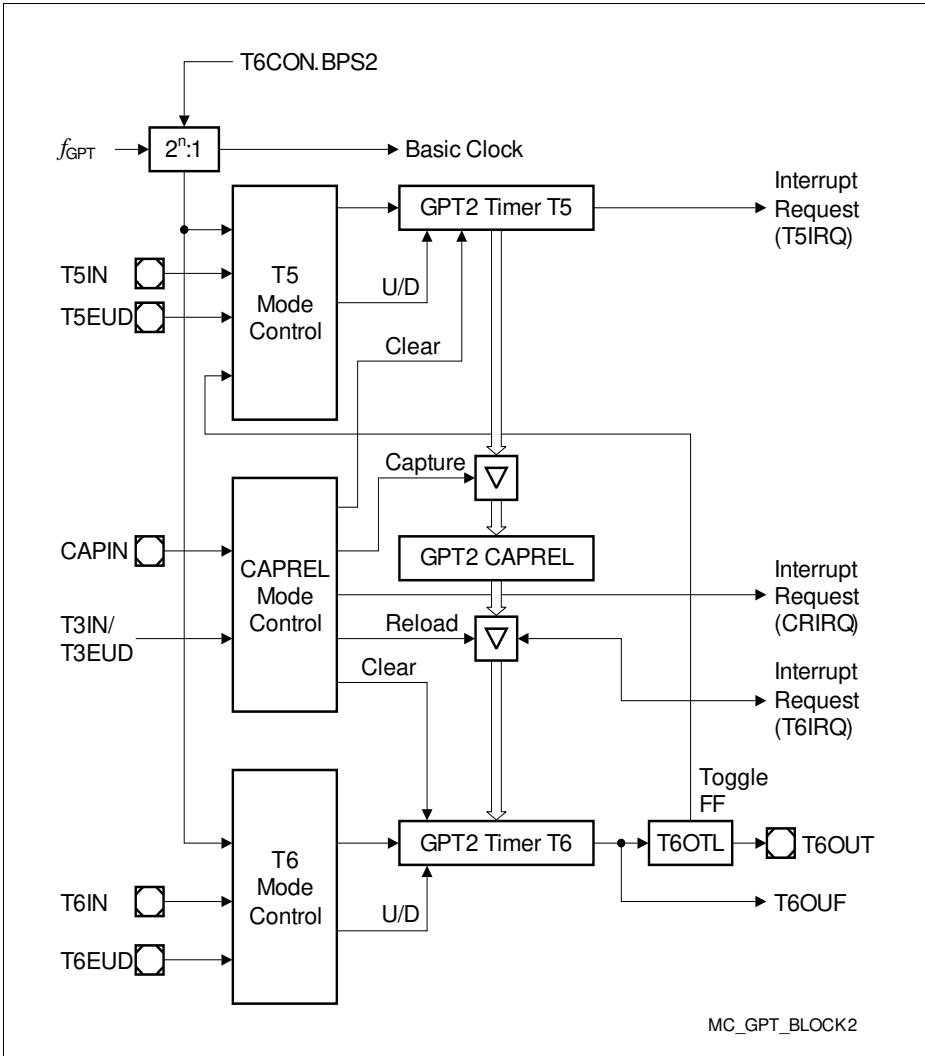 T6CON.BPS2
fGPT
2n:1
Basic Clock
GPT2 Timer T5
Interrupt
Request
(T5IRQ)
T5IN
T5EUD
T5
Mode
Control
U/D
Clear
Capture
CAPIN
T3IN/
T3EUD
CAPREL
Mode
Control
GPT2 CAPREL
Interrupt
Request
(CRIRQ)
Reload
Clear
Interrupt
Request
(T6IRQ)
Toggle
FF
GPT2 Timer T6
T6OTL
T6OUT
T6
Mode
Control
T6IN
T6EUD
U/D
T6OUF
MC_GPT_BLOCK2